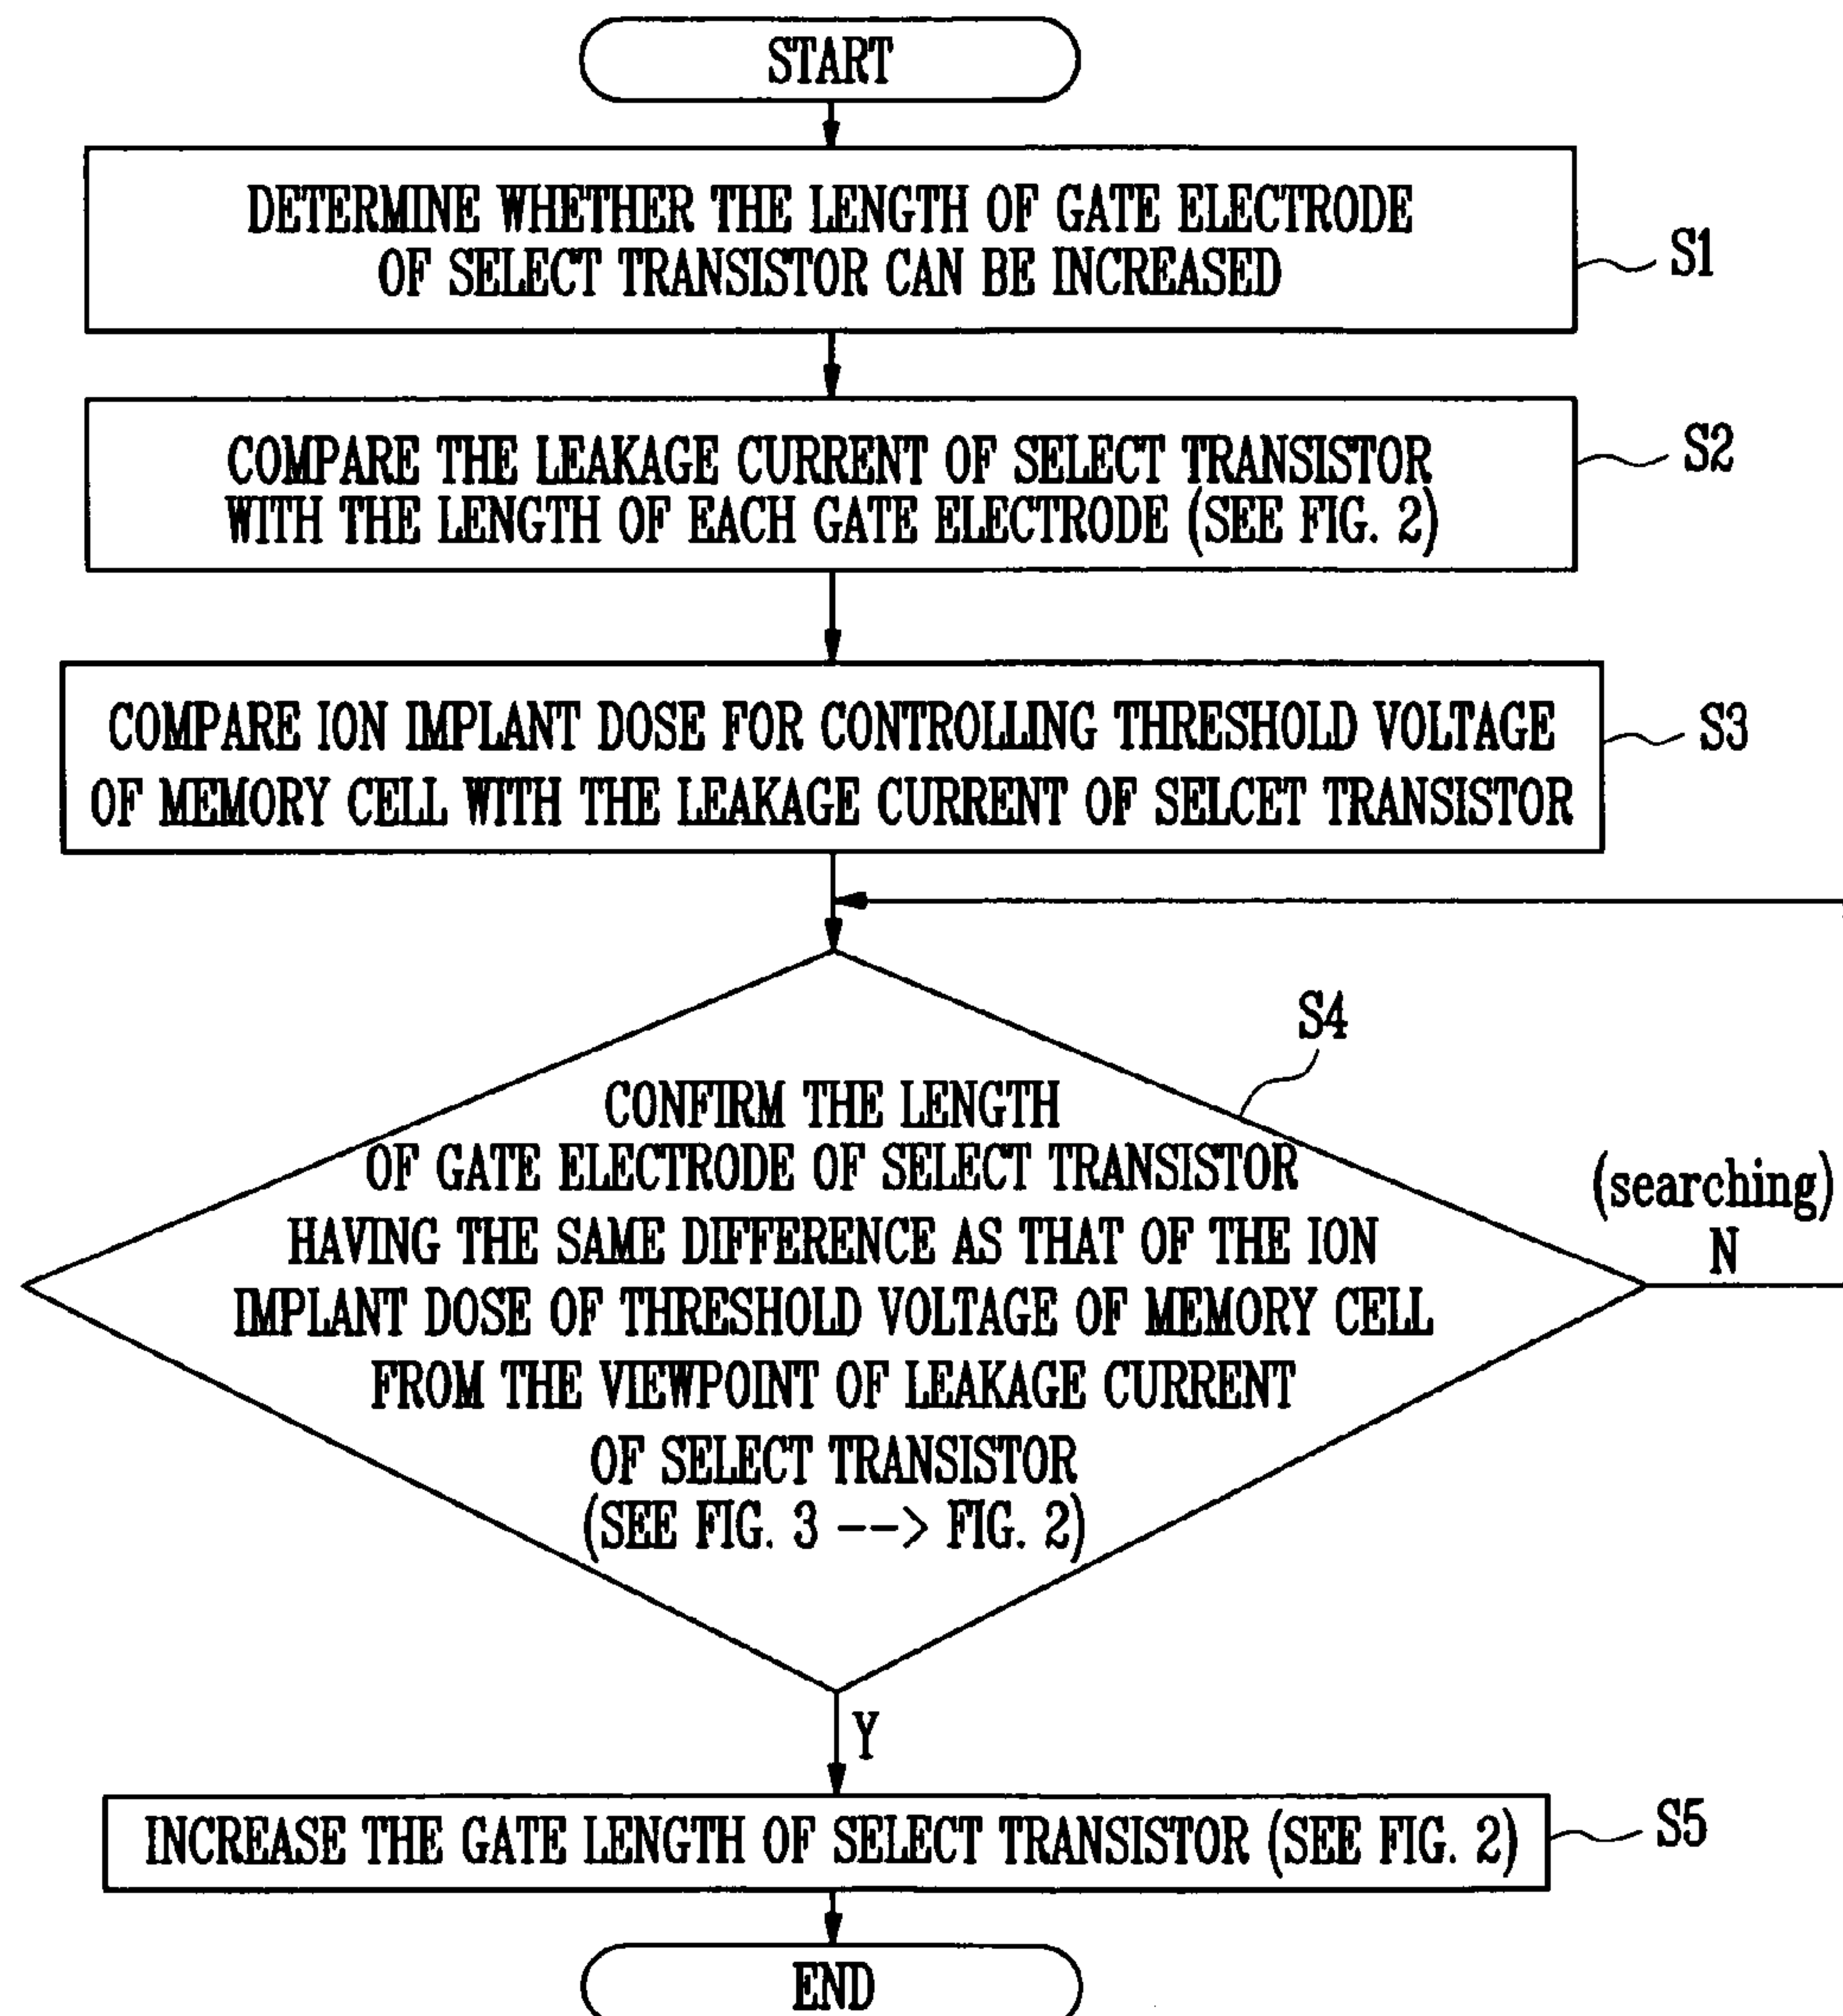 START
DETERMINE WHETHER THE LENGTH OF GATE ELECTRODE
OF SELECT TRANSISTOR CAN BE INCREASED
S1
COMPARE THE LEAKAGE CURRENT OF SELECT TRANSISTOR
WITH THE LENGTH OF EACH GATE ELECTRODE (SEE FIG. 2)
S2
COMPARE ION IMPLANT DOSE FOR CONTROLLING THRESHOLD VOLTAGE
OF MEMORY CELL WITH THE LEAKAGE CURRENT OF SELCET TRANSISTOR
S3
S4
CONFIRM THE LENGTH
OF GATE ELECTRODE OF SELECT TRANSISTOR
HAVING THE SAME DIFFERENCE AS THAT OF THE ION
IMPLANT DOSE OF THRESHOLD VOLTAGE OF MEMORY CELL
FROM THE VIEWPOINT OF LEAKAGE CURRENT
OF SELECT TRANSISTOR
(SEE FIG. 3 --> FIG. 2)
(searching)
N
Y
INCREASE THE GATE LENGTH OF SELECT TRANSISTOR (SEE FIG. 2)
S5
END